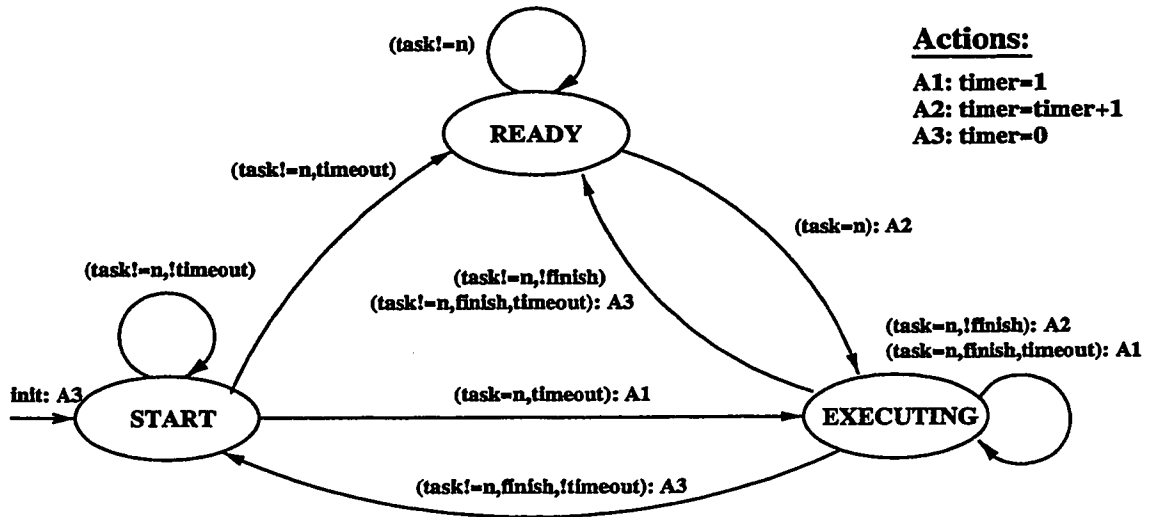 (task!=n)
Actions:
A1: timer=1
A2: timer=timer+1
A3: timer=0
READY
(task!=n,timeout)
(task=n): A2
(task!=n,!timeout)
(task!=n,!finish)
(task!=n,finish,timeout): A3
(task=n,!finish): A2
(task=n,finish,timeout): A1
init: A3
START
(task=n,timeout): A1
EXECUTING
(task!=n,finish,!timeout): A3